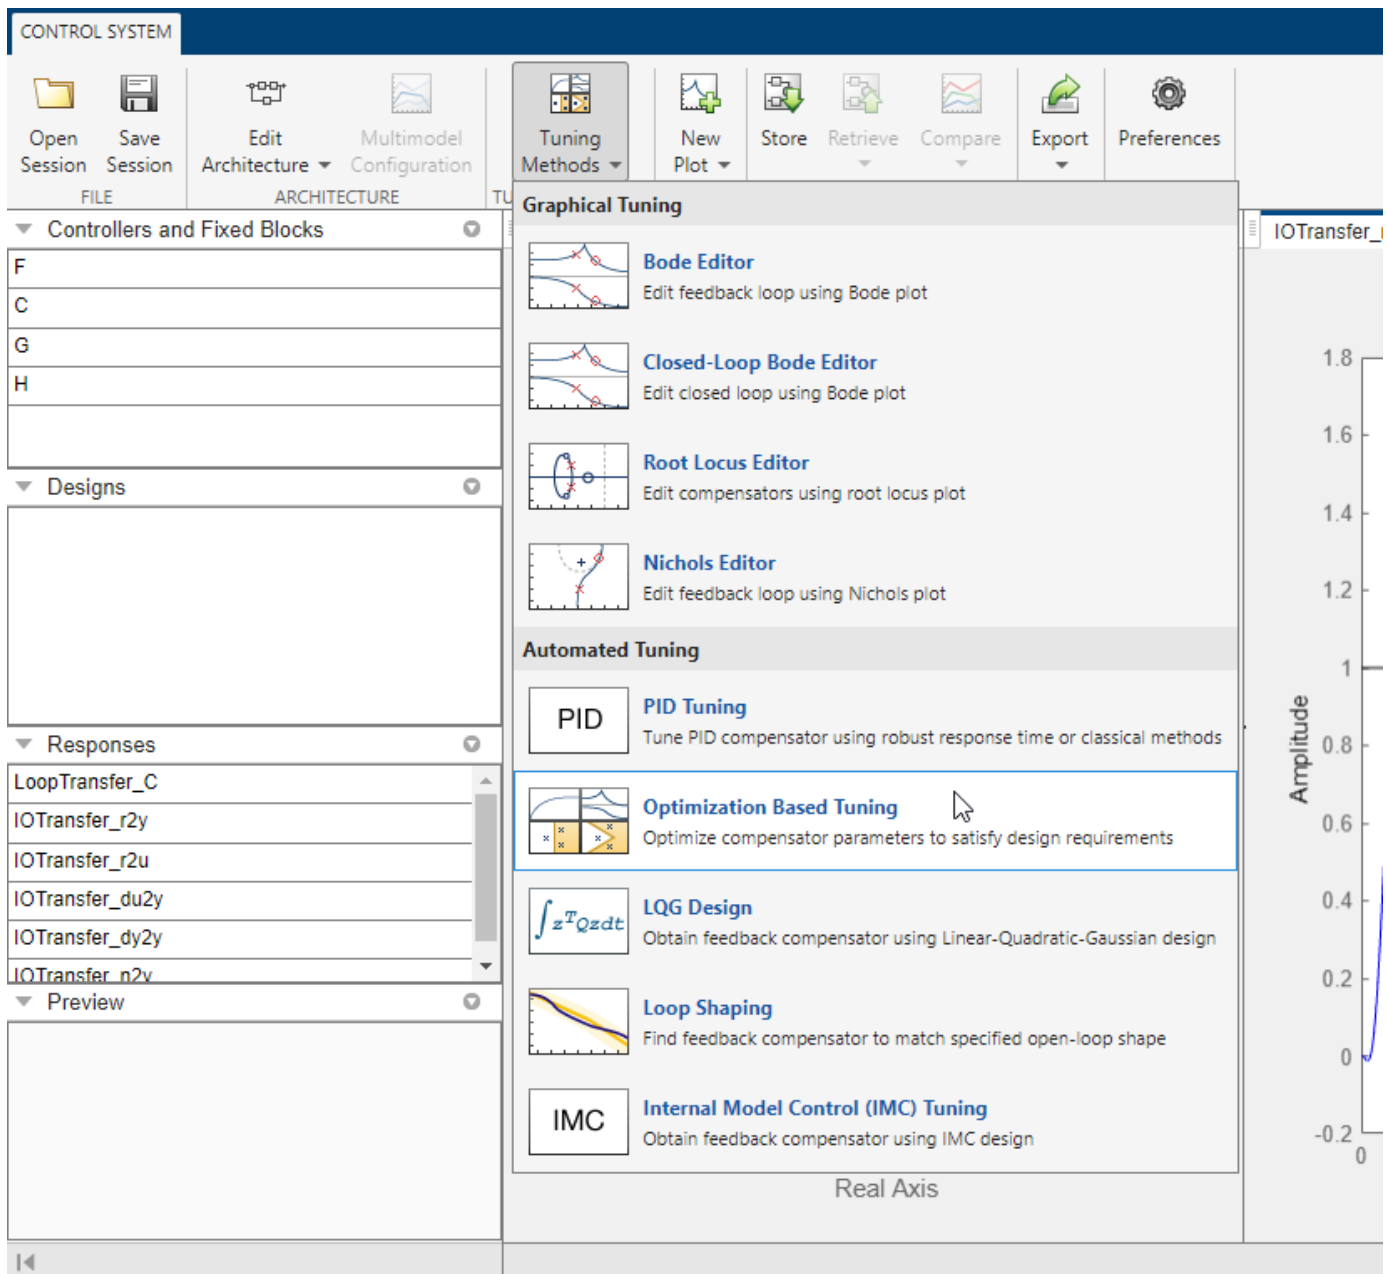 CONTROL SYSTEM
Open Session
Save Session
Edit Architecture
Multimodel Configuration
Tuning Methods
New Plot
Store
Retrieve
Compare
Export
Preferences
FILE
ARCHITECTURE
TU
Controllers and Fixed Blocks
F
C
G
H
Designs
Responses
LoopTransfer_C
IOTransfer_r2y
IOTransfer_r2u
IOTransfer_du2y
IOTransfer_dy2y
IOTransfer_n2y
Preview
Graphical Tuning
Bode Editor
Edit feedback loop using Bode plot
Closed-Loop Bode Editor
Edit closed loop using Bode plot
Root Locus Editor
Edit compensators using root locus plot
Nichols Editor
Edit feedback loop using Nichols plot
Automated Tuning
PID
PID Tuning
Tune PID compensator using robust response time or classical methods
Optimization Based Tuning
Optimize compensator parameters to satisfy design requirements
∫zᵀQzdt
LQG Design
Obtain feedback compensator using Linear-Quadratic-Gaussian design
Loop Shaping
Find feedback compensator to match specified open-loop shape
IMC
Internal Model Control (IMC) Tuning
Obtain feedback compensator using IMC design
Real Axis
IOTransfer_
Amplitude
1.8
1.6
1.4
1.2
1
0.8
0.6
0.4
0.2
0
-0.2
0